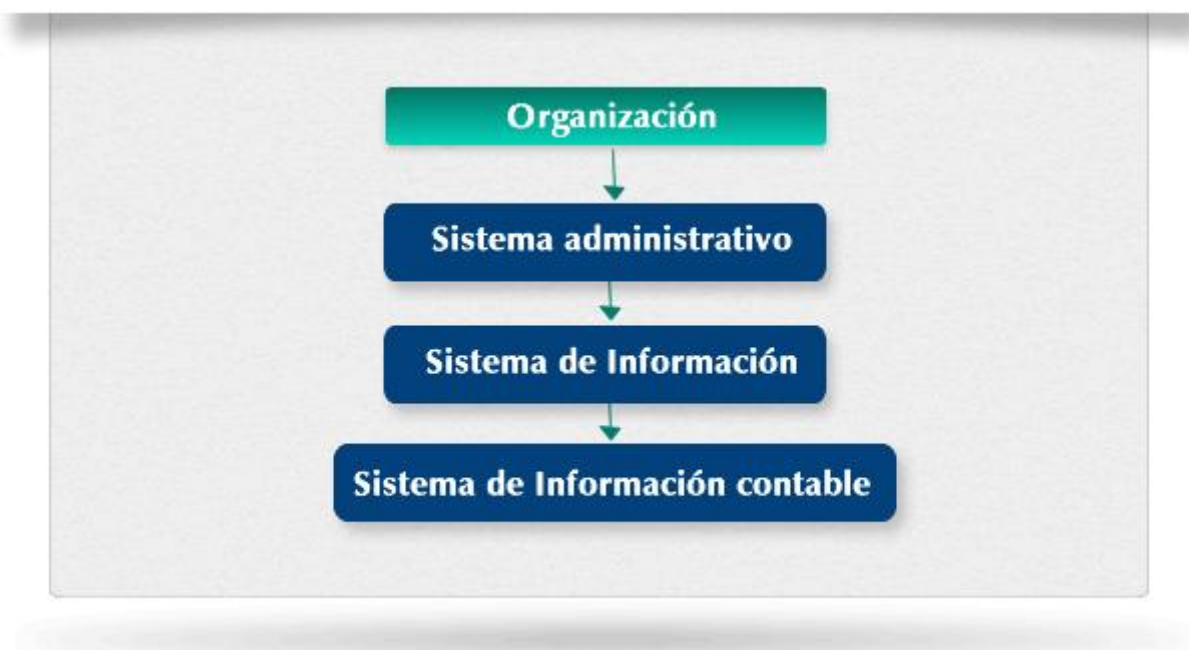 Organización
Sistema administrativo
Sistema de Información
Sistema de Información contable